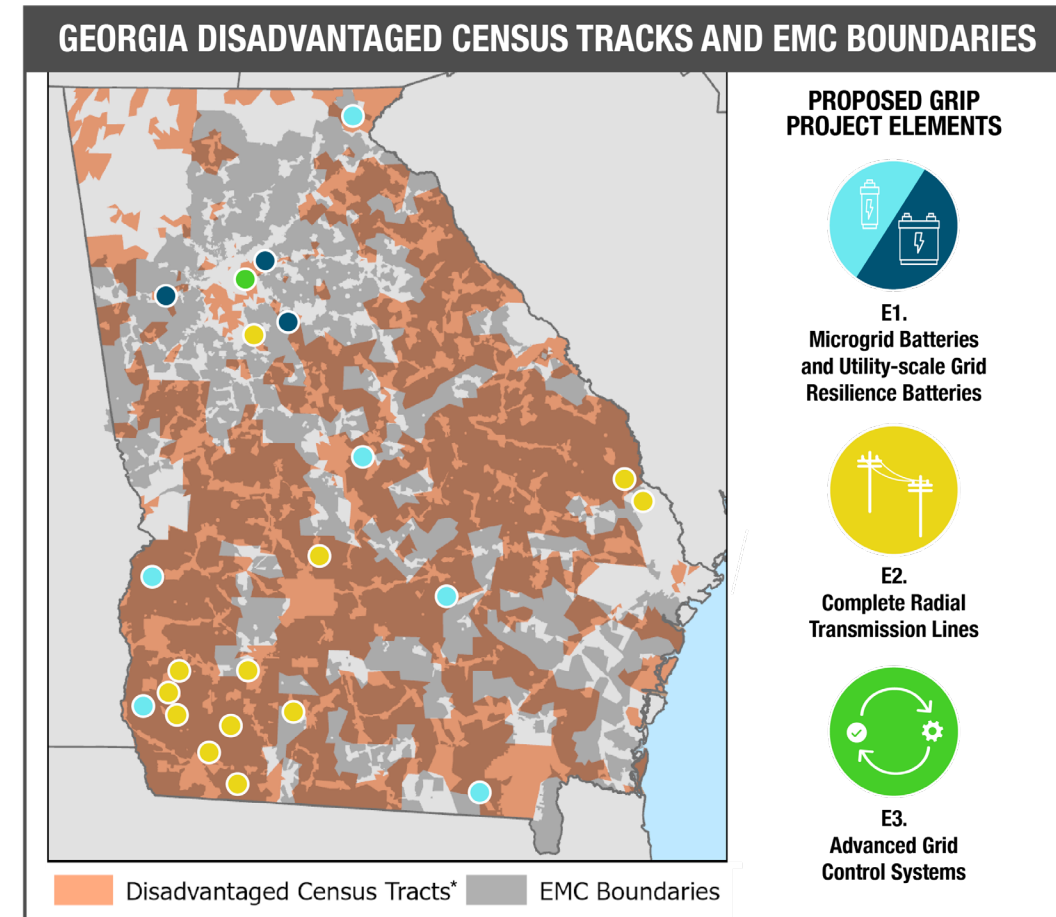 GEORGIA DISADVANTAGED CENSUS TRACKS AND EMC BOUNDARIES
PROPOSED GRIP
PROJECT ELEMENTS
E1.
Microgrid Batteries
and Utility-scale Grid
Resilience Batteries
E2.
Complete Radial
Transmission Lines
E3.
Advanced Grid
Control Systems
Disadvantaged Census Tracts*
EMC Boundaries